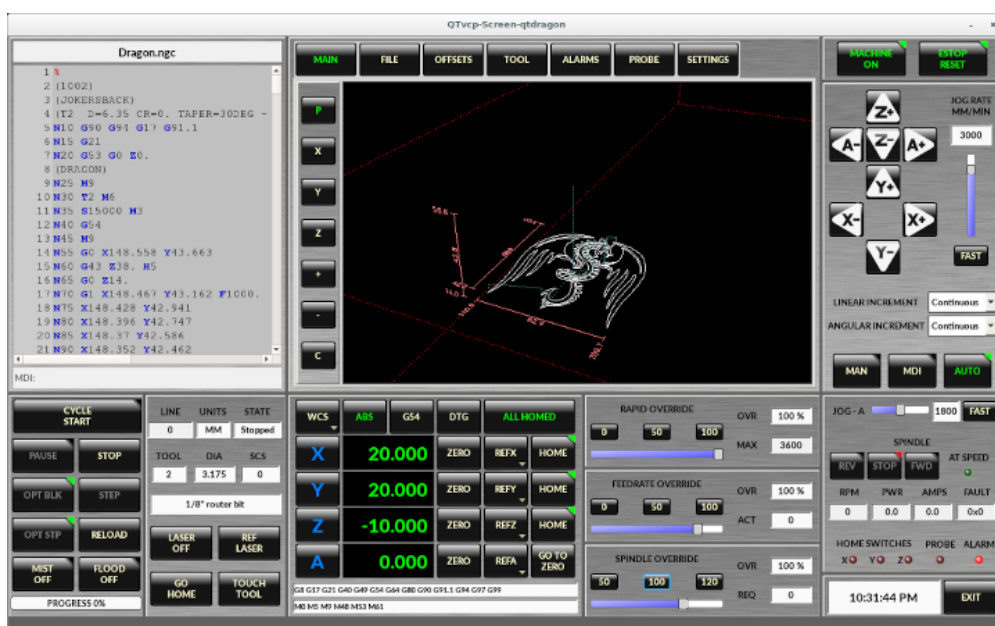 QTvcp-Screen-qtdragon
Dragon.ngc
1 %
2 (1002)
3 (JOKERSBACK)
4 (T2 D=6.35 CR=0. TAPER=30DEG -
5 N10 G90 G94 G17 G91.1
6 N15 G21
7 N20 G53 G0 Z0.
8 (DRAGON)
9 N25 M9
10 N30 T2 M6
11 N35 S15000 M3
12 N40 G54
13 N45 M9
14 N55 G0 X148.558 Y43.663
15 N60 G43 Z38. H5
16 N65 G0 Z14.
17 N70 G1 X148.467 Y43.162 F1000.
18 N75 X148.428 Y42.941
19 N80 X148.396 Y42.747
20 N85 X148.37 Y42.586
21 N90 X148.352 Y42.462
MDI:
MAIN FILE OFFSETS TOOL ALARMS PROBE SETTINGS
P
X
Y
Z
+
-
C
MACHINE ON
ESTOP RESET
JOG RATE
MM/MIN
3000
Z+
A- Z- A+
Y+
X- X+
Y-
FAST
LINEAR INCREMENT Continuous
ANGULAR INCREMENT Continuous
MAN MDI AUTO
CYCLE START
PAUSE STOP
OPT BLK STEP
OPT STP RELOAD
MIST OFF FLOOD OFF
PROGRESS 0%
LINE UNITS STATE
0 MM Stopped
TOOL DIA SCS
2 3.175 0
1/8" router bit
LASER OFF REF LASER
GO HOME TOUCH TOOL
WCS ABS G54 DTG ALL HOMED
X 20.000 ZERO REFX HOME
Y 20.000 ZERO REFY HOME
Z -10.000 ZERO REFZ HOME
A 0.000 ZERO REFA GO TO ZERO
G8 G17 G21 G40 G49 G54 G64 G80 G90 G91.1 G94 G97 G99
M0 M5 M9 M48 M53 M61
RAPID OVERRIDE OVR 100 %
0 50 100 MAX 3600
FEEDRATE OVERRIDE OVR 100 %
0 50 100 ACT 0
SPINDLE OVERRIDE OVR 100 %
50 100 120 REQ 0
JOG - A 1800 FAST
SPINDLE
REV STOP FWD AT SPEED
RPM PWR AMPS FAULT
0 0.0 0.0 0x0
HOME SWITCHES PROBE ALARM
X Y Z
10:31:44 PM EXIT